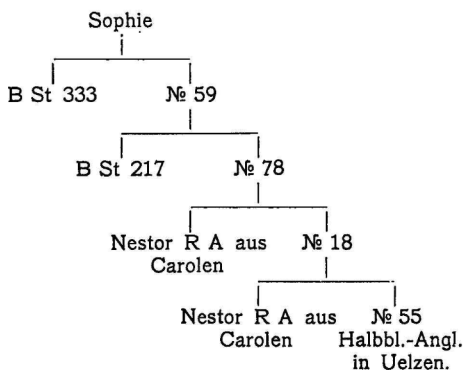 Sophie
B St 333 № 59
B St 217 № 78
Nestor R A aus № 18
Carolen
Nestor R A aus № 55
Carolen Halbbl.-Angl.
in Uelzen.